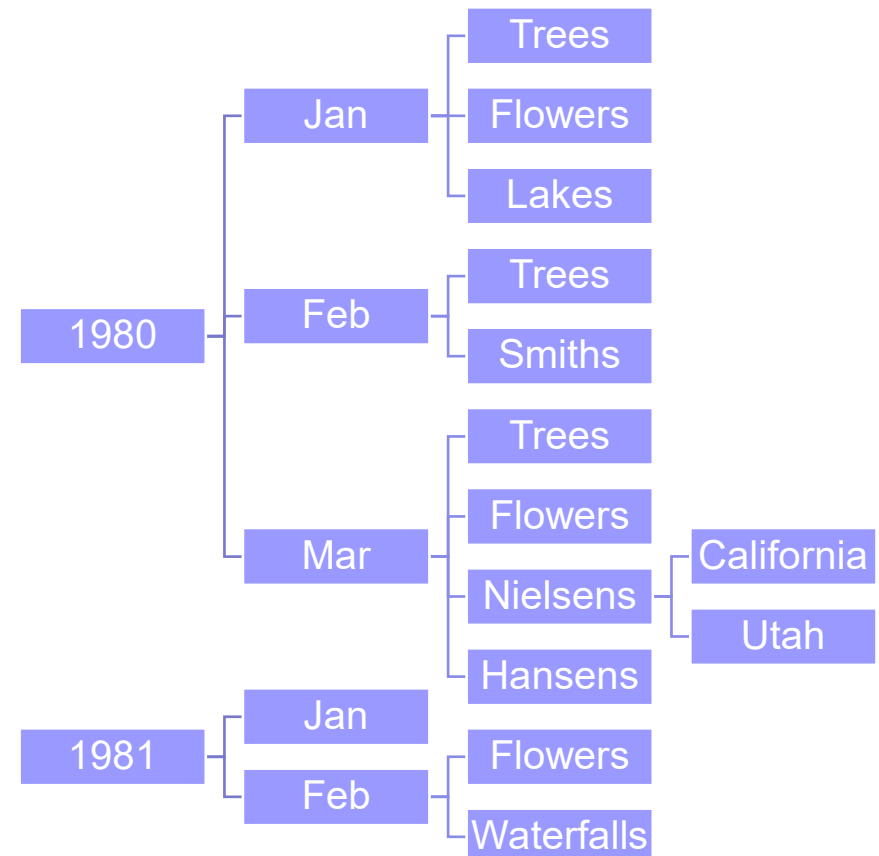 1980
Jan
Trees
Flowers
Lakes
Feb
Trees
Smiths
Mar
Trees
Flowers
Nielsens
California
Utah
Hansens
1981
Jan
Feb
Flowers
Waterfalls